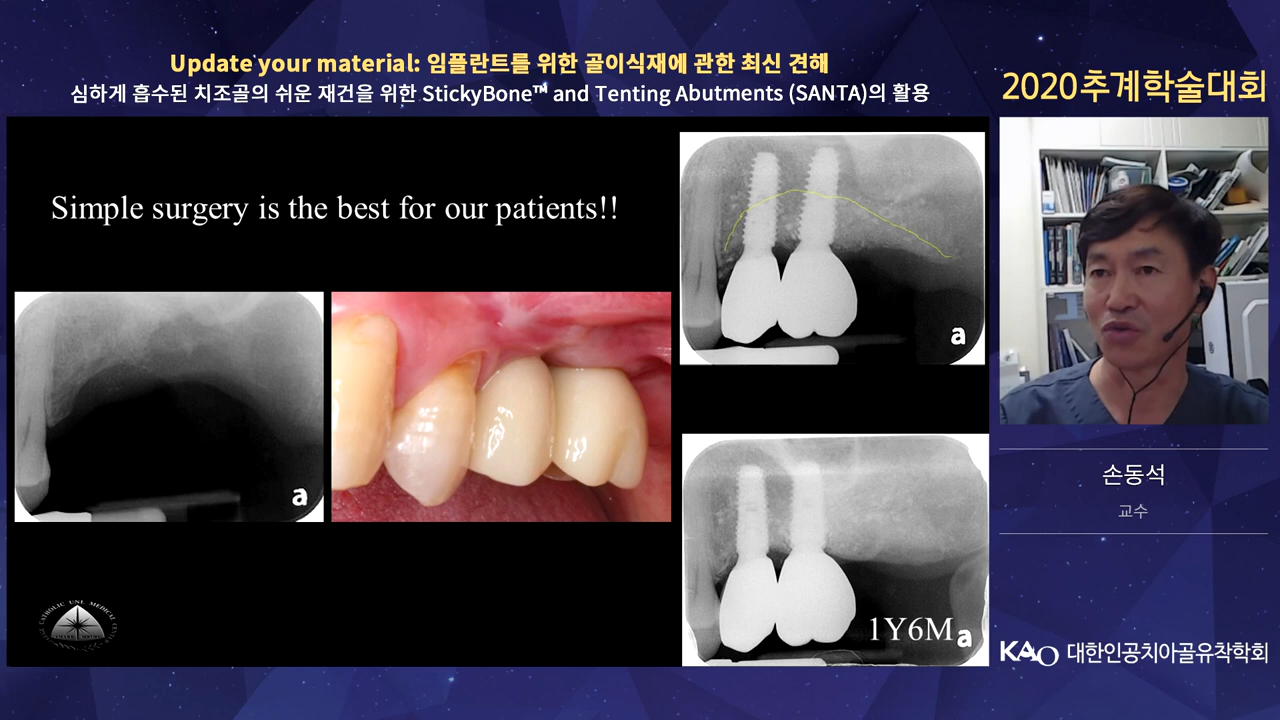 Update your material: 임플란트를 위한 골이식재에 관한 최신 견해
심하게 흡수된 치조골의 쉬운 재건을 위한 StickyBone™ and Tenting Abutments (SANTA)의 활용
2020추계학술대회
Simple surgery is the best for our patients!!
a
a
1Y6M a
CATHOLIC UNI. MEDICAL CENTER
손동석
교수
KAO 대한인공치아골유착학회